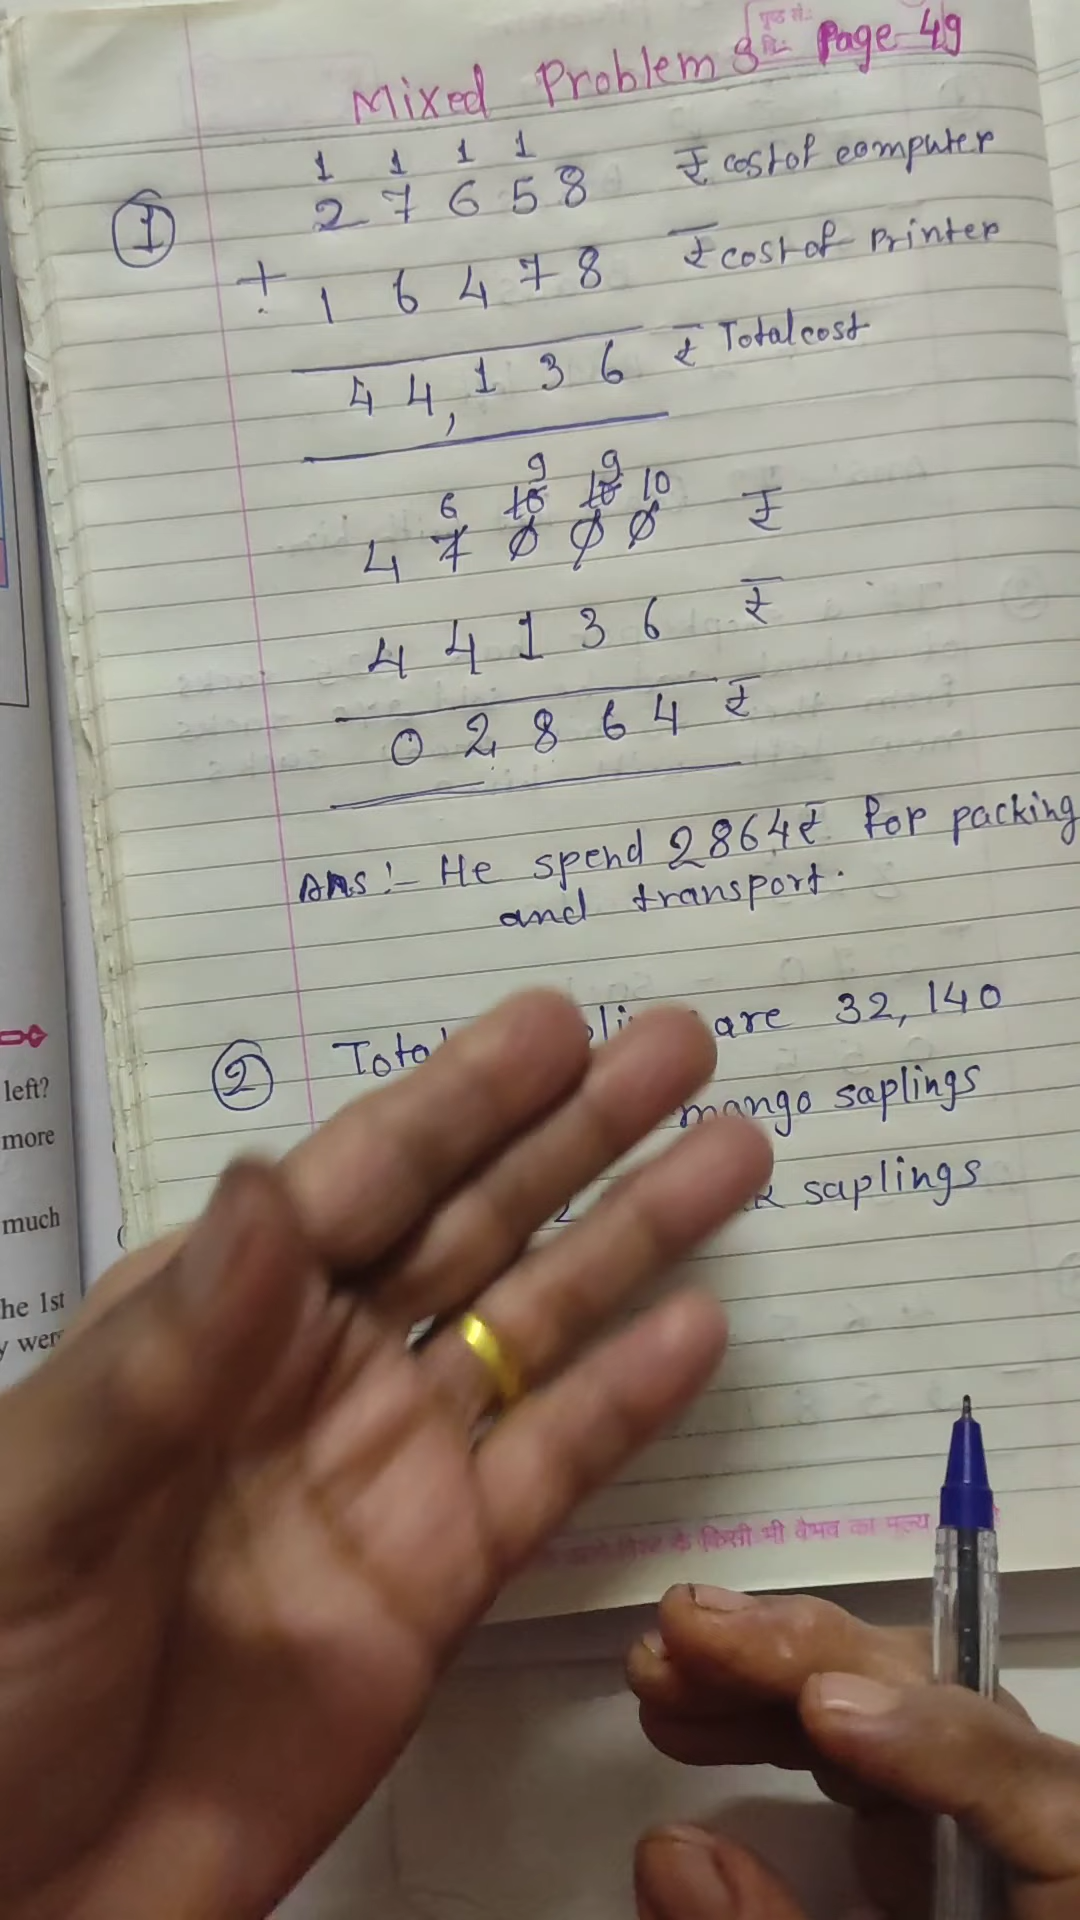 पृष्ठ सं.:
Mixed Problem 8 Page 49
1 1 1 1
① 2 7 6 5 8 ₹ cost of computer
+ 1 6 4 7 8 ₹ cost of Printer
4 4, 1 3 6 ₹ Total cost
9 9
6 10 10 10
4 7 0 0 0 ₹
4 4 1 3 6 ₹
0 2 8 6 4 ₹
Ans :- He spend 2864₹ for packing
and transport.
② are 32,140
mango saplings
saplings
के किसी भी वैभव का मूल्य
left?
more
much
he 1st